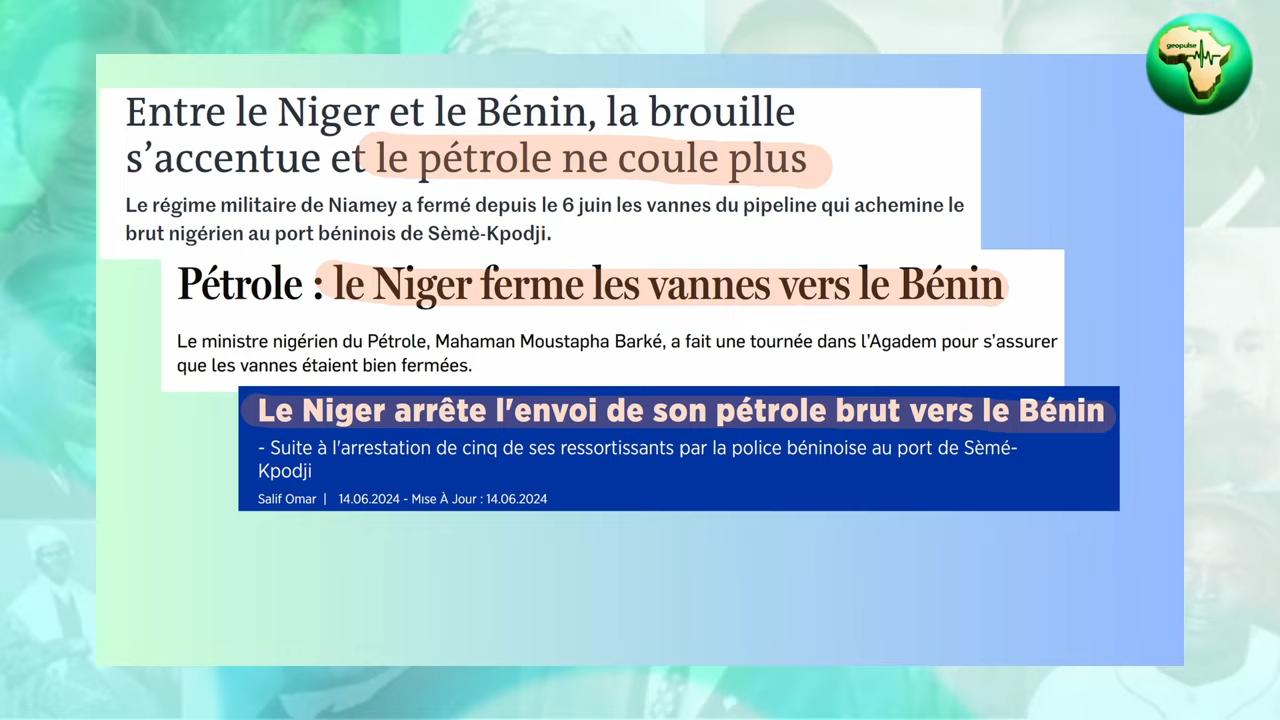 geopulse
Entre le Niger et le Bénin, la brouille
s’accentue et le pétrole ne coule plus
Le régime militaire de Niamey a fermé depuis le 6 juin les vannes du pipeline qui achemine le
brut nigérien au port béninois de Sèmè-Kpodji.
Pétrole : le Niger ferme les vannes vers le Bénin
Le ministre nigérien du Pétrole, Mahaman Moustapha Barké, a fait une tournée dans l’Agadem pour s’assurer
que les vannes étaient bien fermées.
Le Niger arrête l'envoi de son pétrole brut vers le Bénin
- Suite à l'arrestation de cinq de ses ressortissants par la police béninoise au port de Sèmé-
Kpodji
Salif Omar | 14.06.2024 - Mıse À Jour : 14.06.2024